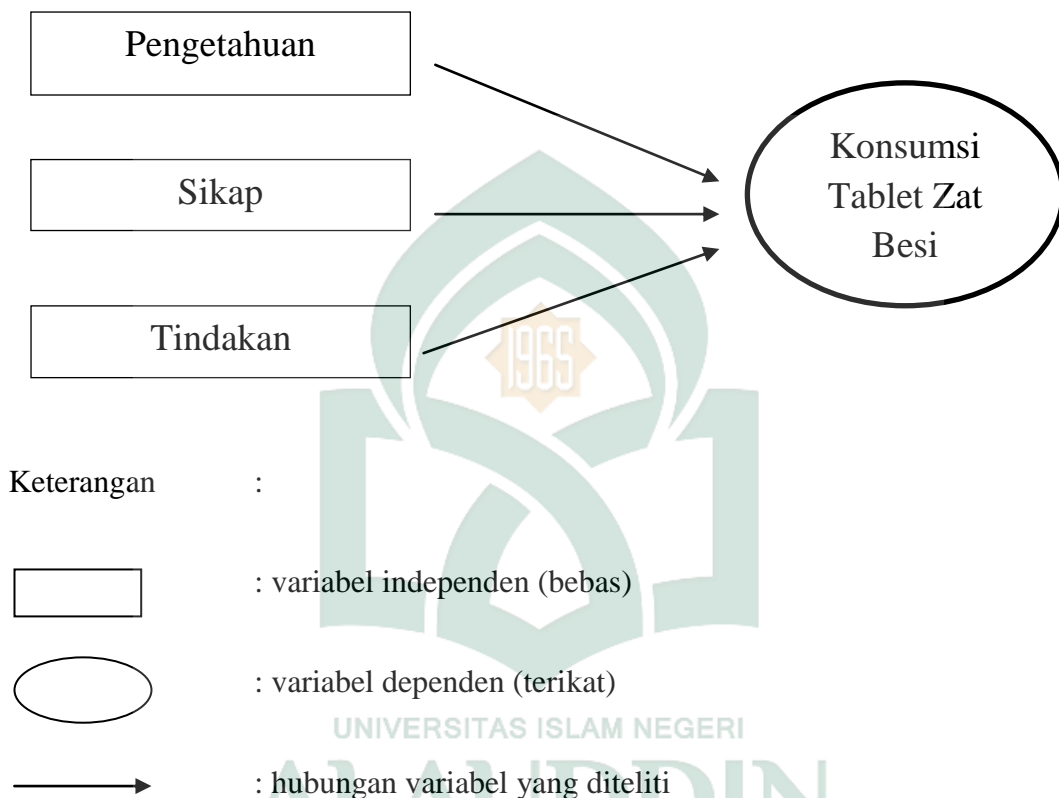 Pengetahuan
Sikap
Tindakan
Konsumsi
Tablet Zat
Besi
1965
Keterangan :
: variabel independen (bebas)
: variabel dependen (terikat)
UNIVERSITAS ISLAM NEGERI
: hubungan variabel yang diteliti
ALAUDDIN